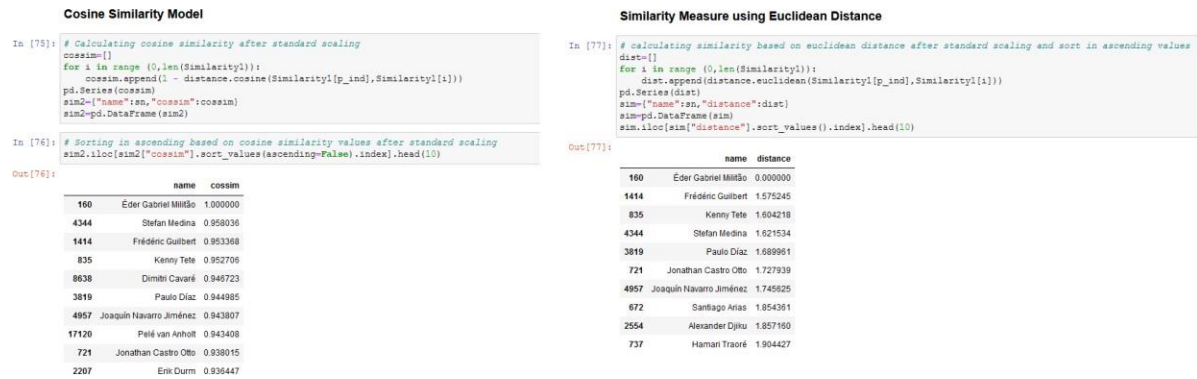 Cosine Similarity Model
In [75]: # Calculating cosine similarity after standard scaling
cossim=[]
for i in range (0,len(Similarity1)):
    cossim.append(1 - distance.cosine(Similarity1[p_ind],Similarity1[i]))
pd.Series(cossim)
sim2={"name":sn,"cossim":cossim}
sim2=pd.DataFrame(sim2)
In [76]: # Sorting in ascending based on cosine similarity values after standard scaling
sim2.iloc[sim2["cossim"].sort_values(ascending=False).index].head(10)
Out[76]:
name cossim
160 Éder Gabriel Militão 1.000000
4344 Stefan Medina 0.958036
1414 Frédéric Guilbert 0.953368
835 Kenny Tete 0.952706
8638 Dimitri Cavaré 0.946723
3819 Paulo Díaz 0.944985
4957 Joaquín Navarro Jiménez 0.943807
17120 Pelé van Anholt 0.943408
721 Jonathan Castro Otto 0.938015
2207 Erik Durm 0.936447
Similarity Measure using Euclidean Distance
In [77]: # calculating similarity based on euclidean distance after standard scaling and sort in ascending values
dist=[]
for i in range (0,len(Similarity1)):
    dist.append(distance.euclidean(Similarity1[p_ind],Similarity1[i]))
pd.Series(dist)
sim={"name":sn,"distance":dist}
sim=pd.DataFrame(sim)
sim.iloc[sim["distance"].sort_values().index].head(10)
Out[77]:
name distance
160 Éder Gabriel Militão 0.000000
1414 Frédéric Guilbert 1.575245
835 Kenny Tete 1.604218
4344 Stefan Medina 1.621534
3819 Paulo Díaz 1.689961
721 Jonathan Castro Otto 1.727939
4957 Joaquín Navarro Jiménez 1.745625
672 Santiago Arias 1.854361
2554 Alexander Djiku 1.857160
737 Hamari Traoré 1.904427